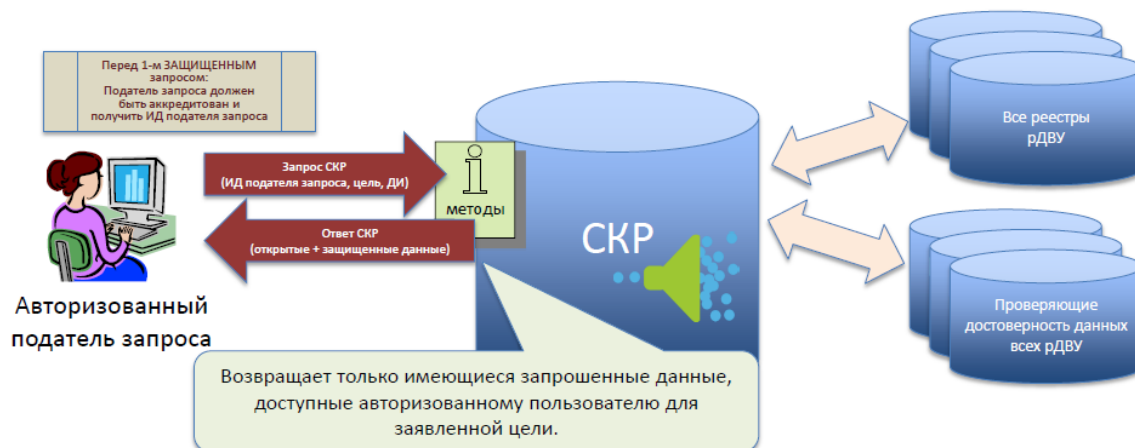 Перед 1-м ЗАЩИЩЕННЫМ
запросом:
Податель запроса должен
быть аккредитован и
получить ИД подателя запроса
Запрос СКР
(ИД подателя запроса, цель, ДИ)
методы
Ответ СКР
(открытые + защищенные данные)
СКР
Все реестры
рДВУ
Авторизованный
податель запроса
Проверяющие
достоверность данных
всех рДВУ
Возвращает только имеющиеся запрошенные данные,
доступные авторизованному пользователю для
заявленной цели.